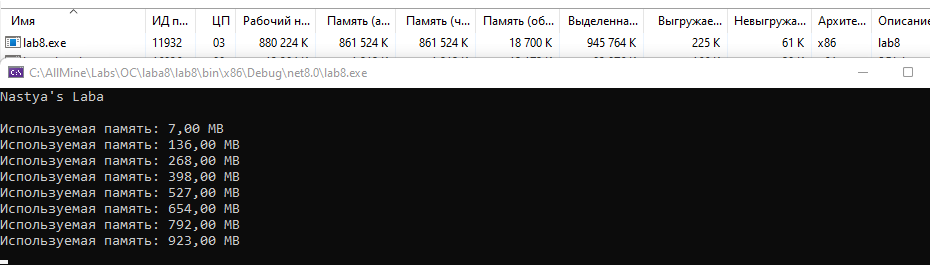 Имя ИД п... ЦП Рабочий н... Память (а... Память (ч... Память (об... Выделенна... Выгружае... Невыгружа... Архите... Описание
lab8.exe 11932 03 880 224 K 861 524 K 861 524 K 18 700 K 945 764 K 225 K 61 K x86 lab8
C:\AllMine\Labs\OC\laba8\lab8\bin\x86\Debug\net8.0\lab8.exe
Nastya's Laba
Используемая память: 7,00 MB
Используемая память: 136,00 MB
Используемая память: 268,00 MB
Используемая память: 398,00 MB
Используемая память: 527,00 MB
Используемая память: 654,00 MB
Используемая память: 792,00 MB
Используемая память: 923,00 MB